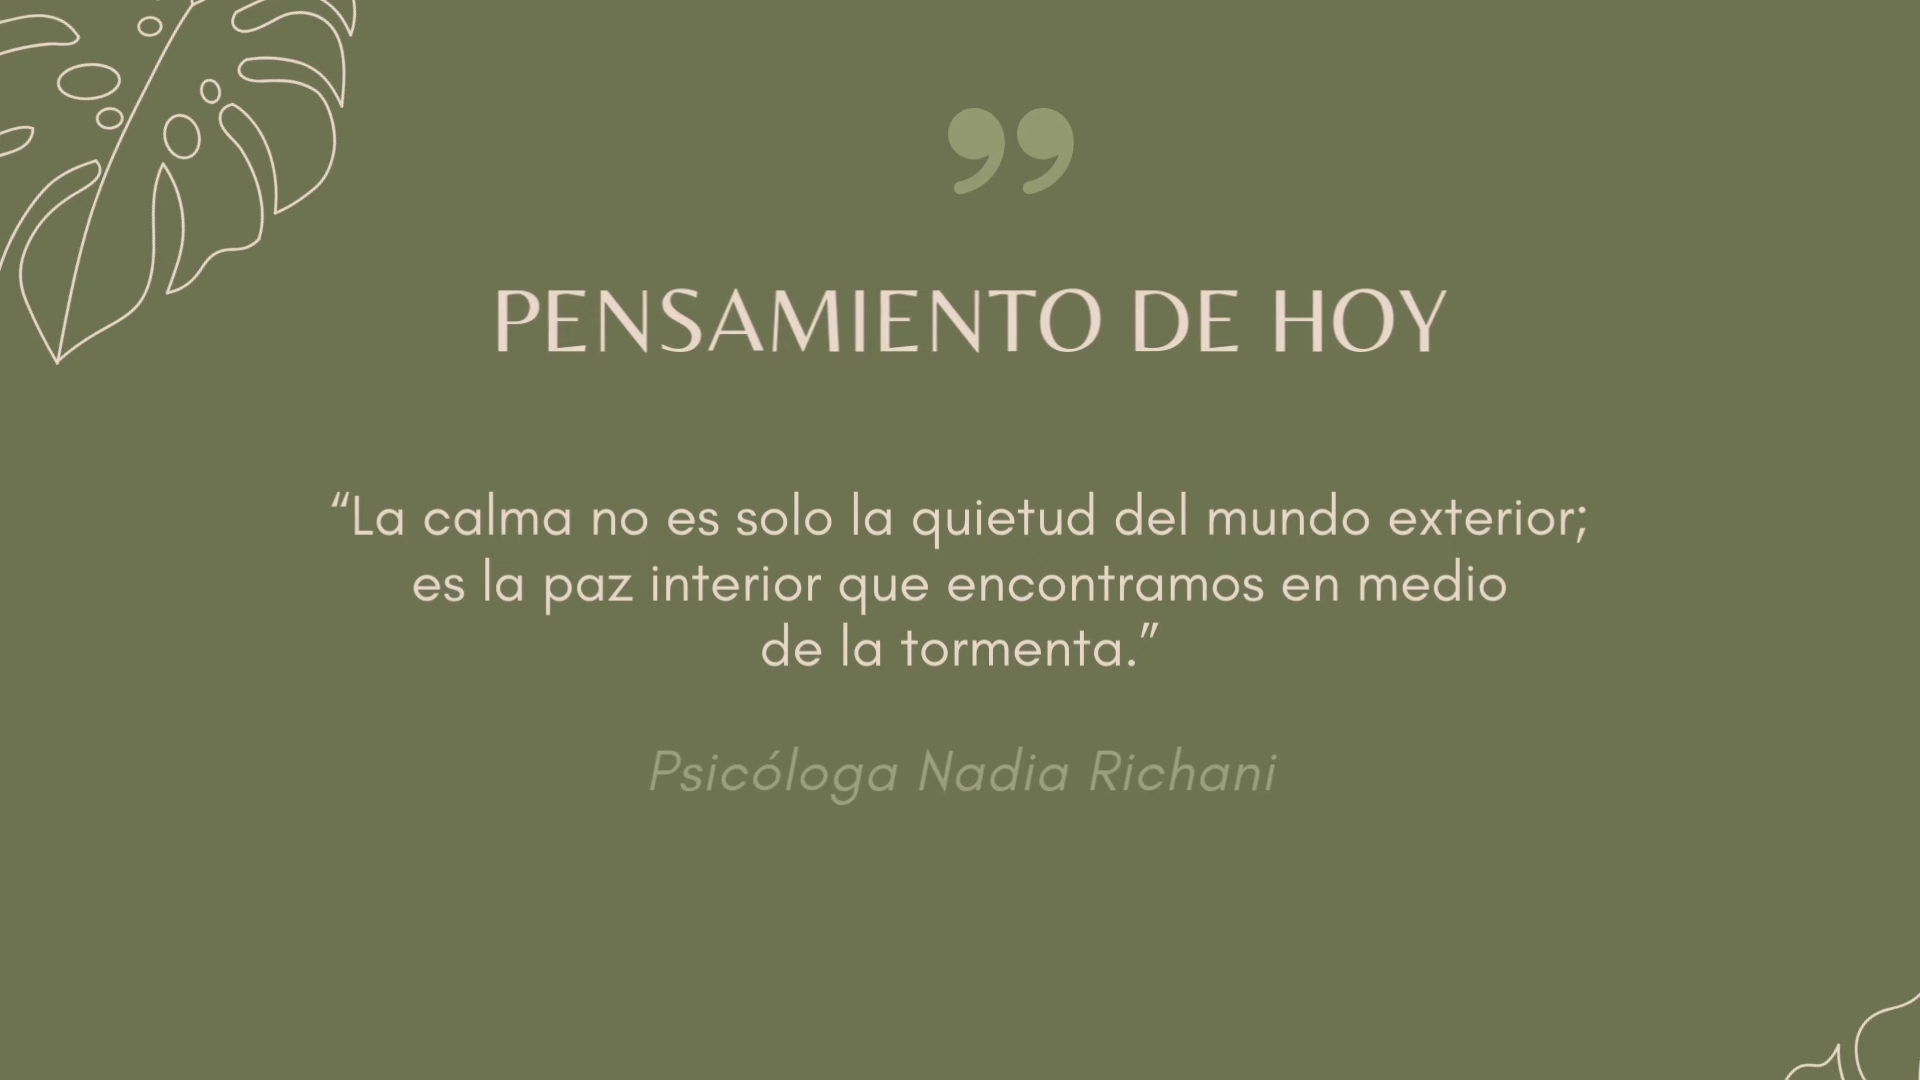 PENSAMIENTO DE HOY
“La calma no es solo la quietud del mundo exterior;
es la paz interior que encontramos en medio
de la tormenta.”
Psicóloga Nadia Richani